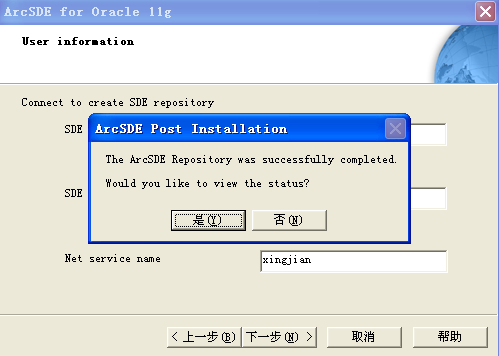 ArcSDE for Oracle 11g
User information
Connect to create SDE repository
SDE
ArcSDE Post Installation
The ArcSDE Repository was successfully completed.
Would you like to view the status?
是(Y)
否(N)
SDE
Net service name
xingjian
< 上一步(B)
下一步(N) >
取消
帮助